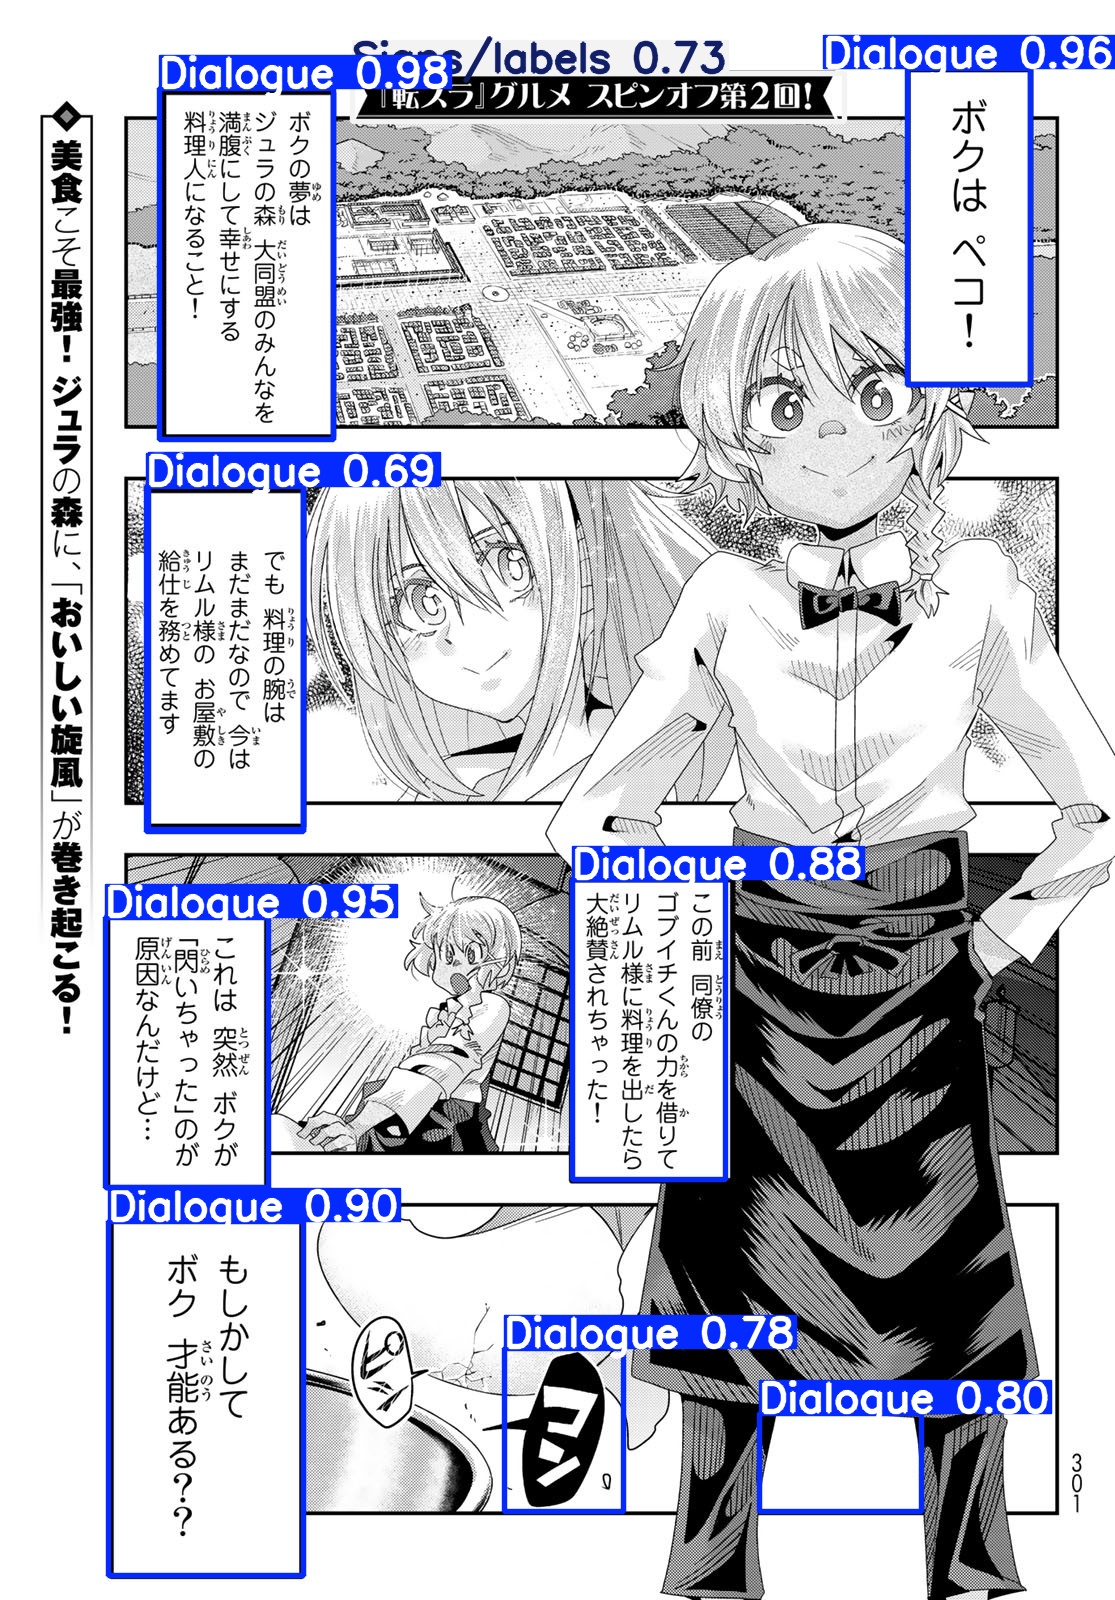 Signs/labels 0.73
『転スラ』グルメ スピンオフ第2回!
Dialogue 0.96
ボクは ペコ!
Dialogue 0.98
ボクの夢は
ジュラの森 大同盟のみんなを
満腹にして幸せにする
料理人になること!
Dialogue 0.69
でも 料理の腕は
まだまだなので 今は
リムル様の お屋敷の
給仕を務めてます
Dialogue 0.88
この前 同僚の
ゴブイチくんの力を借りて
リムル様に料理を出したら
大絶賛されちゃった!
Dialogue 0.95
これは 突然 ボクが
「閃いちゃった」のが
原因なんだけど…
Dialogue 0.90
もしかして
ボク 才能ある??
Dialogue 0.78
コン
Dialogue 0.80
美食こそ最強! ジュラの森に、「おいしい旋風」が巻き起こる!
301